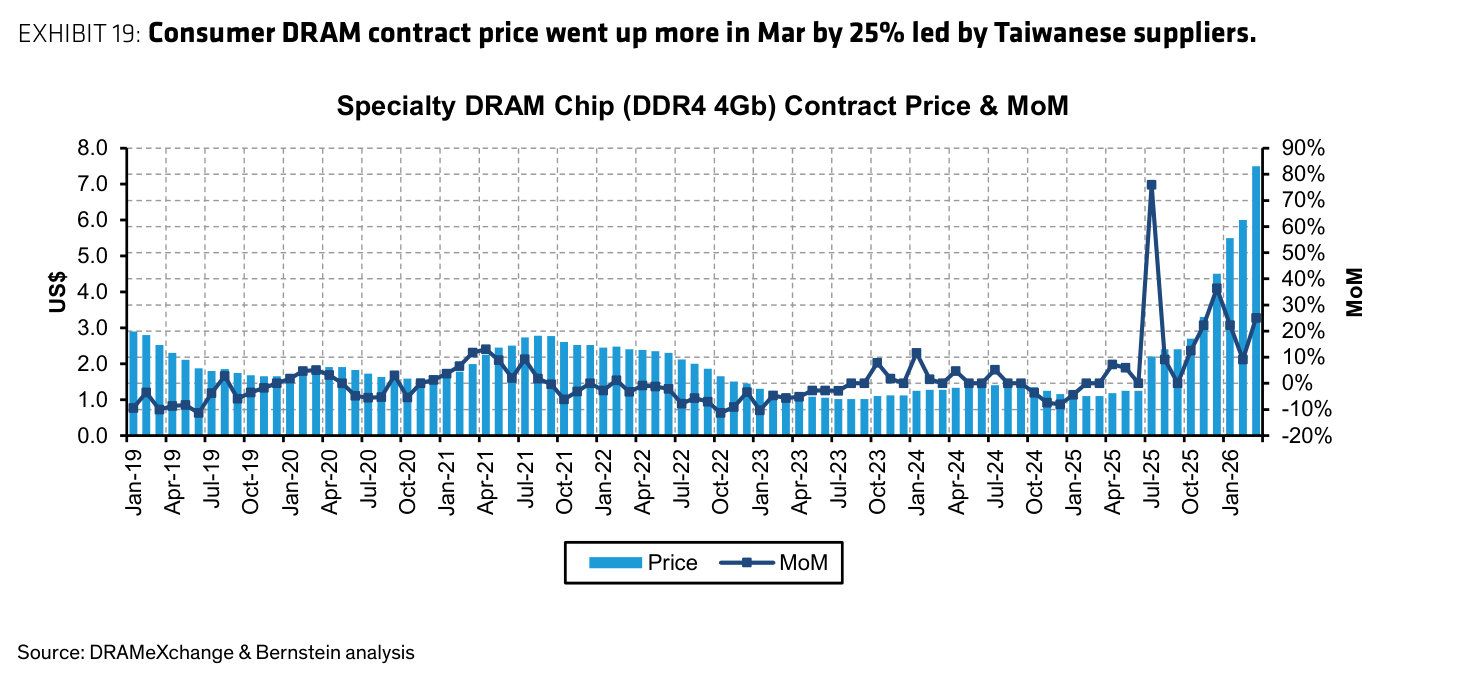 EXHIBIT 19: Consumer DRAM contract price went up more in Mar by 25% led by Taiwanese suppliers.
Specialty DRAM Chip (DDR4 4Gb) Contract Price & MoM
US$
8.0
7.0
6.0
5.0
4.0
3.0
2.0
1.0
0.0
90%
80%
70%
60%
50%
40%
30%
20%
10%
0%
-10%
-20%
MoM
Jan-19
Apr-19
Jul-19
Oct-19
Jan-20
Apr-20
Jul-20
Oct-20
Jan-21
Apr-21
Jul-21
Oct-21
Jan-22
Apr-22
Jul-22
Oct-22
Jan-23
Apr-23
Jul-23
Oct-23
Jan-24
Apr-24
Jul-24
Oct-24
Jan-25
Apr-25
Jul-25
Oct-25
Jan-26
Price
MoM
Source: DRAMeXchange & Bernstein analysis